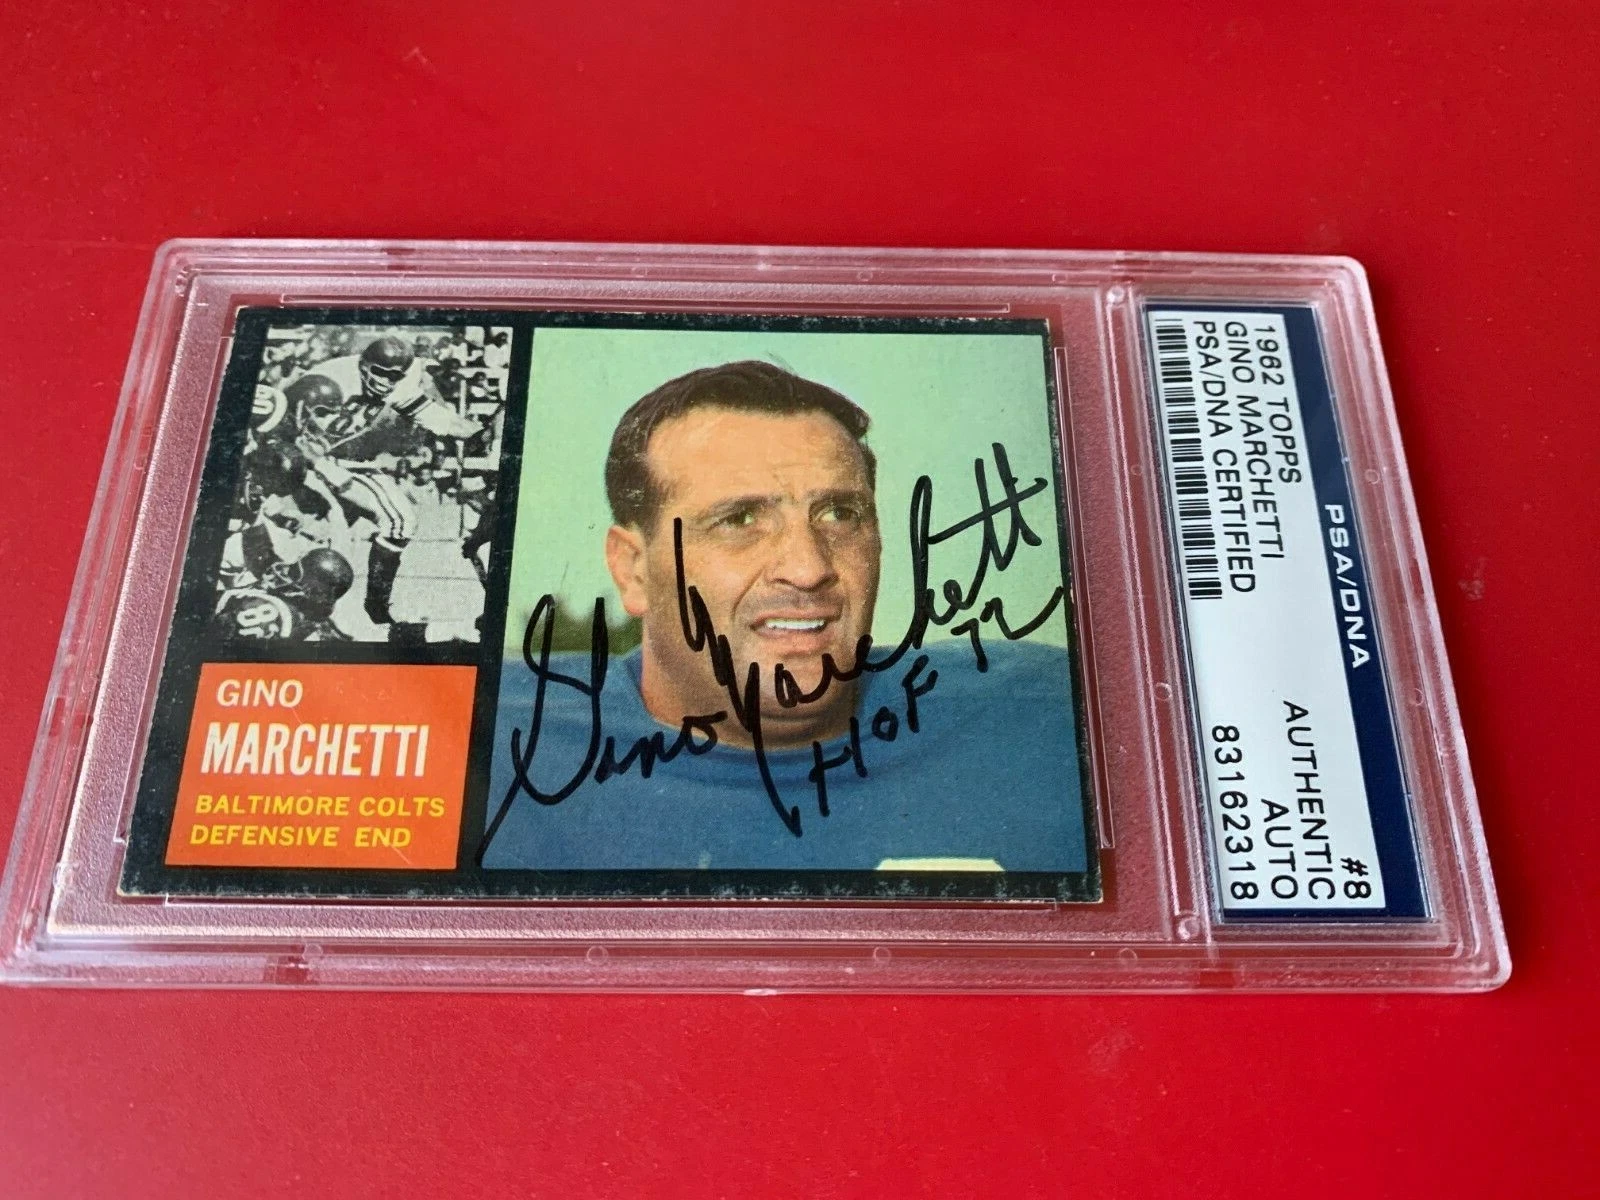 GINO
MARCHETTI
BALTIMORE COLTS
DEFENSIVE END
Gino Marchetti
HOF 72
1962 TOPPS #8
GINO MARCHETTI AUTHENTIC
PSA/DNA CERTIFIED AUTO
83162318
PSA/DNA